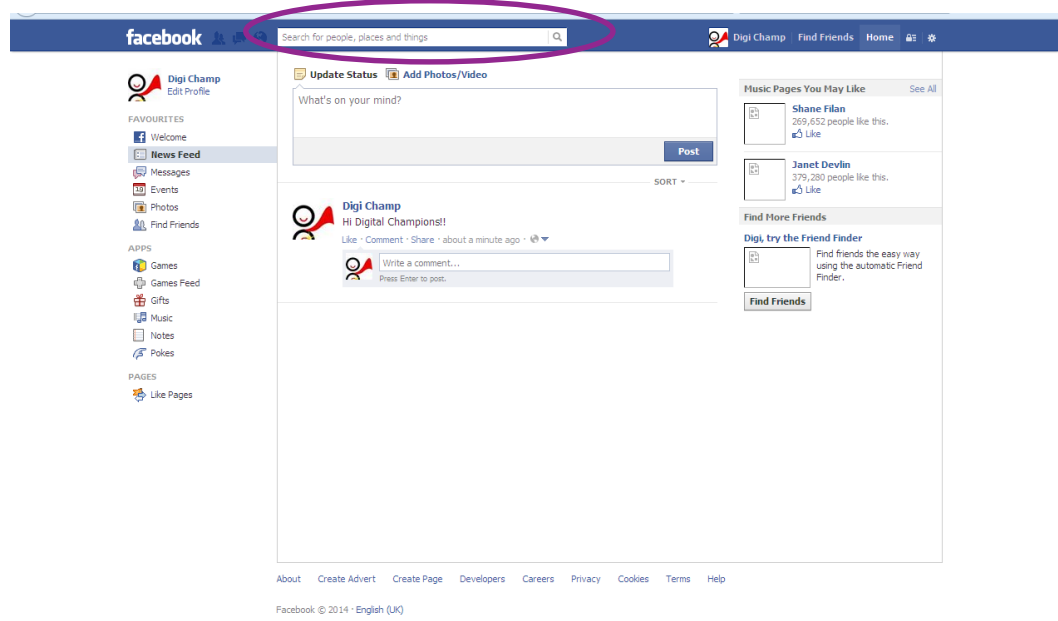 facebook
Search for people, places and things
Digi Champ Find Friends Home
Digi Champ
Edit Profile
FAVOURITES
Welcome
News Feed
Messages
Events
Photos
Find Friends
APPS
Games
Games Feed
Gifts
Music
Notes
Pokes
PAGES
Like Pages
Update Status Add Photos/Video
What's on your mind?
Post
SORT
Digi Champ
Hi Digital Champions!!
Like · Comment · Share · about a minute ago ·
Write a comment...
Press Enter to post.
Music Pages You May Like See All
Shane Filan
269,652 people like this.
Like
Janet Devlin
379,280 people like this.
Like
Find More Friends
Digi, try the Friend Finder
Find friends the easy way
using the automatic Friend
Finder.
Find Friends
About Create Advert Create Page Developers Careers Privacy Cookies Terms Help
Facebook © 2014 · English (UK)